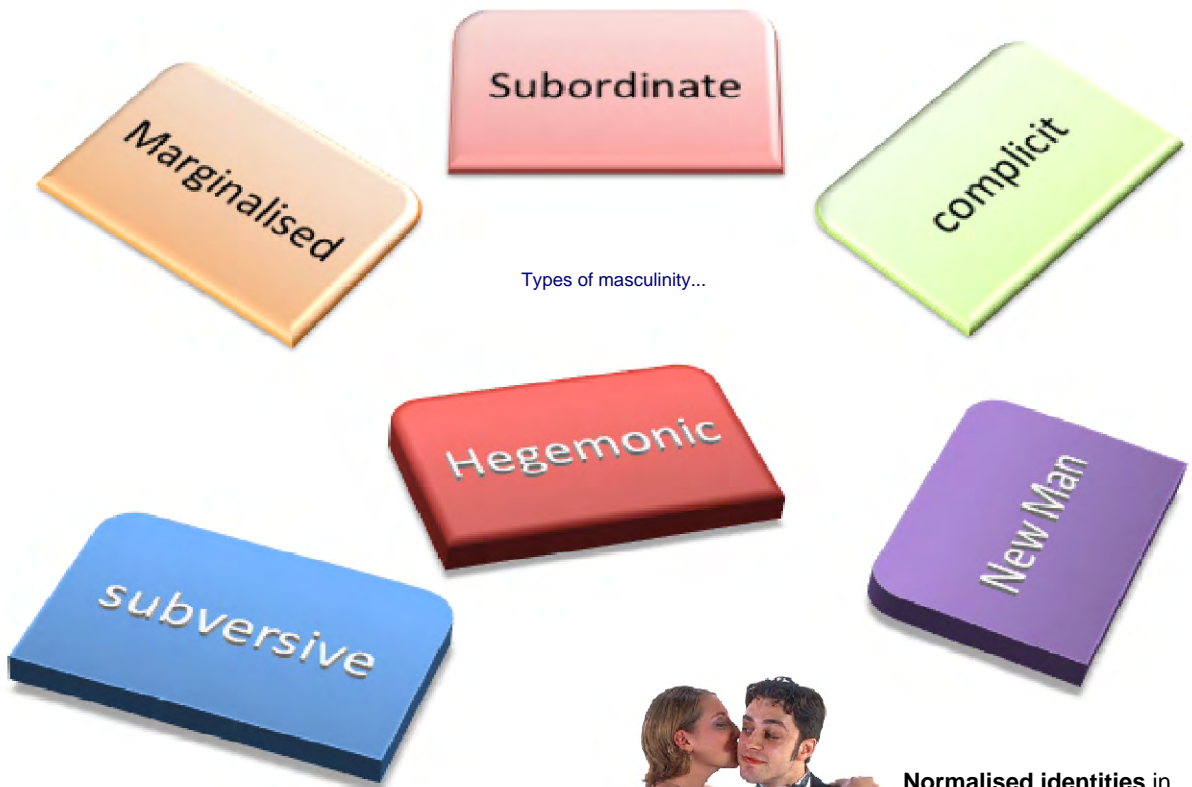 Subordinate
Marginalised
complicit
Types of masculinity...
Hegemonic
New Man
subversive
Normalised identities in